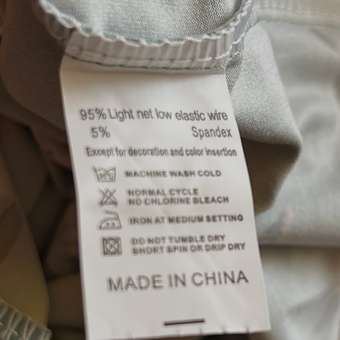 95% Light net low elastic wire
5% Spandex
Except for decoration and color insertion
MACHINE WASH COLD
NORMAL CYCLE
NO CHLORINE BLEACH
IRON AT MEDIUM SETTING
DO NOT TUMBLE DRY
SHORT SPIN OR DRIP DRY
MADE IN CHINA